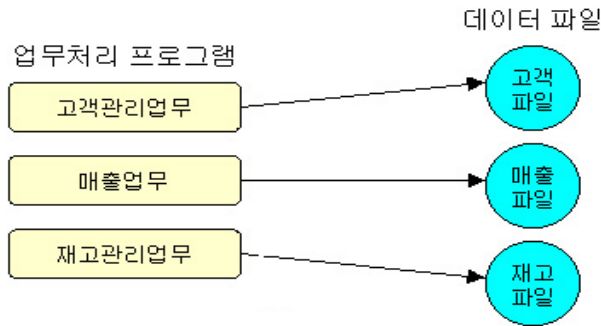 데이터 파일
업무처리 프로그램
고객관리업무
고객
파일
매출업무
매출
파일
재고관리업무
재고
파일